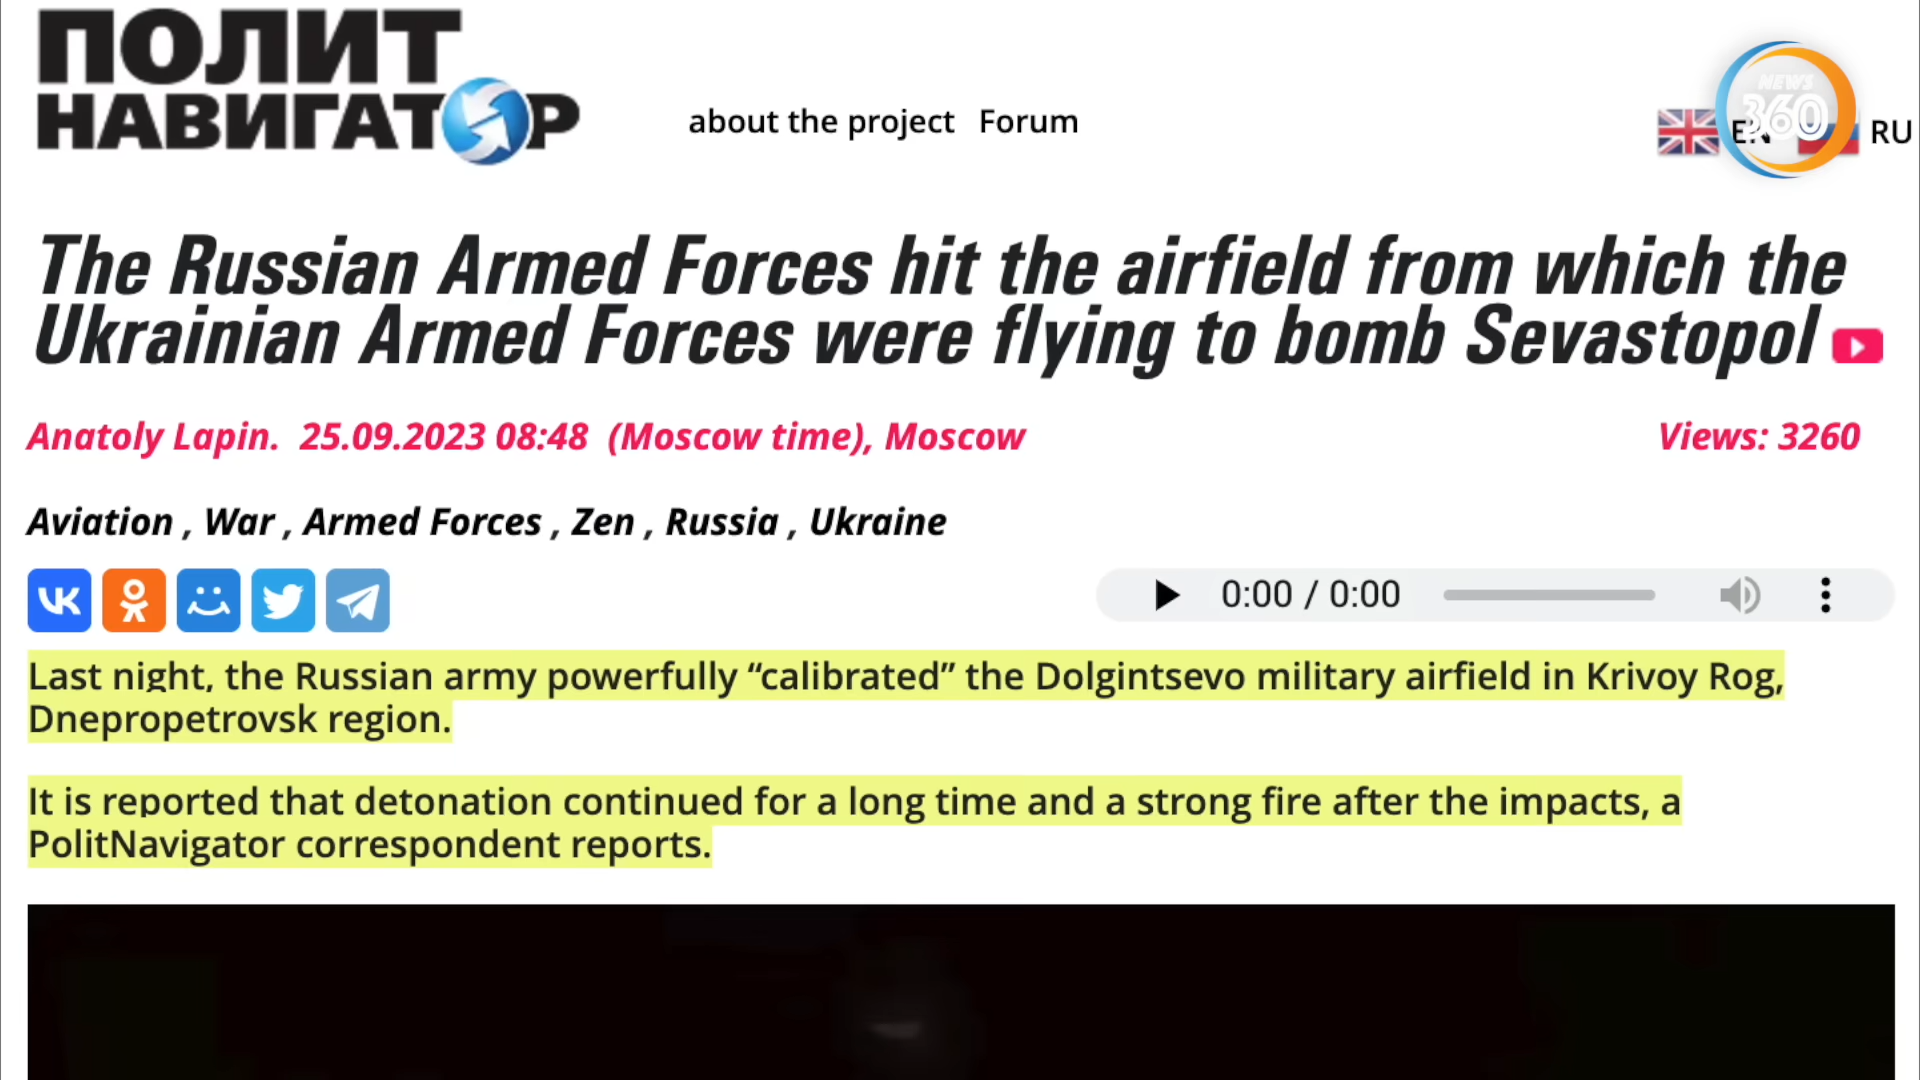 ПОЛИТ
НАВИГАТОР
about the project Forum
NEWS
360
EN RU
The Russian Armed Forces hit the airfield from which the
Ukrainian Armed Forces were flying to bomb Sevastopol
Anatoly Lapin. 25.09.2023 08:48 (Moscow time), Moscow
Views: 3260
Aviation , War , Armed Forces , Zen , Russia , Ukraine
0:00 / 0:00
Last night, the Russian army powerfully “calibrated” the Dolgintsevo military airfield in Krivoy Rog,
Dnepropetrovsk region.
It is reported that detonation continued for a long time and a strong fire after the impacts, a
PolitNavigator correspondent reports.